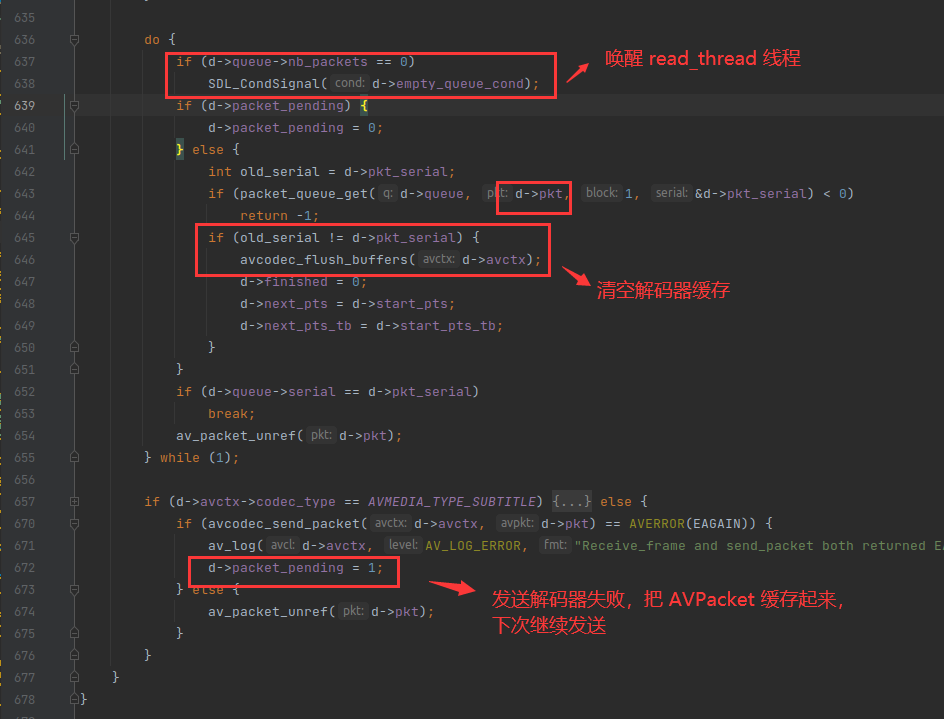 635
636 do {
637 if (d->queue->nb_packets == 0)
唤醒 read_thread 线程
638 SDL_CondSignal( cond: d->empty_queue_cond);
639 if (d->packet_pending) {
640 d->packet_pending = 0;
641 } else {
642 int old_serial = d->pkt_serial;
643 if (packet_queue_get( q: d->queue, pkt: d->pkt, block: 1, serial: &d->pkt_serial) < 0)
644 return -1;
645 if (old_serial != d->pkt_serial) {
646 avcodec_flush_buffers( avctx: d->avctx);
647 d->finished = 0;
清空解码器缓存
648 d->next_pts = d->start_pts;
649 d->next_pts_tb = d->start_pts_tb;
650 }
651 }
652 if (d->queue->serial == d->pkt_serial)
653 break;
654 av_packet_unref( pkt: d->pkt);
655 } while (1);
656
657 if (d->avctx->codec_type == AVMEDIA_TYPE_SUBTITLE) {...} else {
670 if (avcodec_send_packet( avctx: d->avctx, avpkt: d->pkt) == AVERROR(EAGAIN)) {
671 av_log( avcl: d->avctx, level: AV_LOG_ERROR, fmt: "Receive_frame and send_packet both returned EA
672 d->packet_pending = 1;
673 } else {
发送解码器失败，把 AVPacket 缓存起来，
674 av_packet_unref( pkt: d->pkt);
下次继续发送
675 }
676 }
677 }
678 }